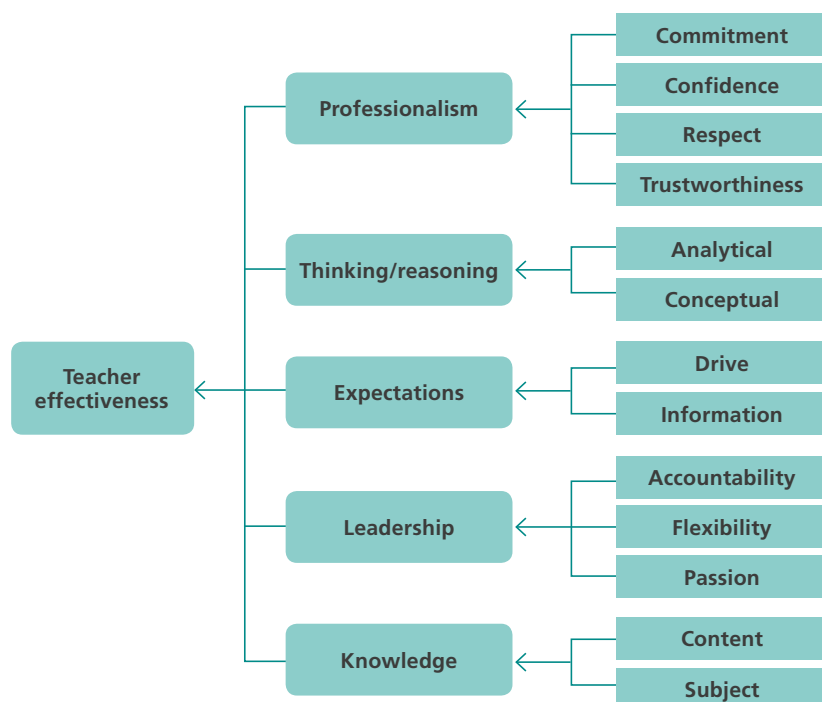 Teacher
effectiveness
Professionalism
Commitment
Confidence
Respect
Trustworthiness
Thinking/reasoning
Analytical
Conceptual
Expectations
Drive
Information
Leadership
Accountability
Flexibility
Passion
Knowledge
Content
Subject